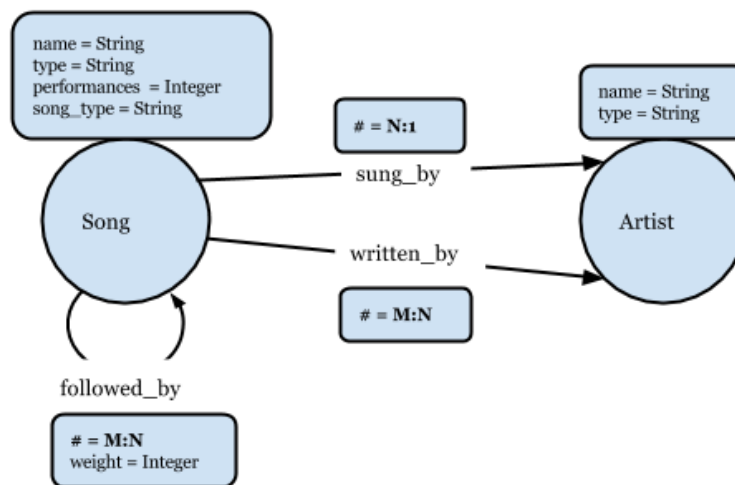 name = String
type = String
performances = Integer
song_type = String
name = String
type = String
# = N:1
sung_by
Song
Artist
written_by
# = M:N
followed_by
# = M:N
weight = Integer